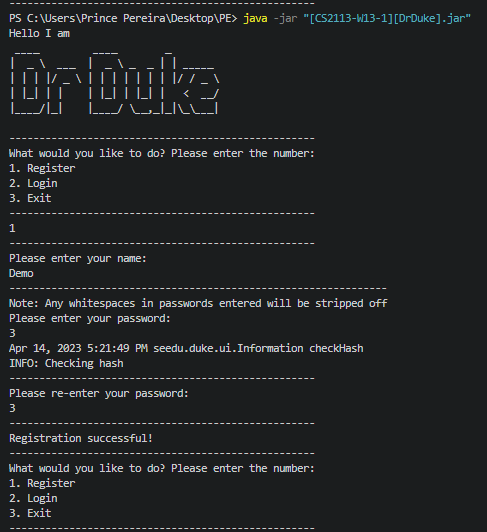 --------------------------------------------------
PS C:\Users\Prince Pereira\Desktop\PE> java -jar "[CS2113-W13-1][DrDuke].jar"
Hello I am
 ____        ____        _
|  _ \  ___  |  _ \ _  _ | | _____
| | | |/ _ \ | | | | | | | |/ / _ \
| |_| | |    | |_| | |_| |   <  __/
|____/|_|    |____/ \__,_|_|\_\___|
--------------------------------------------------
What would you like to do? Please enter the number:
1. Register
2. Login
3. Exit
--------------------------------------------------
1
--------------------------------------------------
Please enter your name:
Demo
--------------------------------------------------------------
Note: Any whitespaces in passwords entered will be stripped off
Please enter your password:
3
Apr 14, 2023 5:21:49 PM seedu.duke.ui.Information checkHash
INFO: Checking hash
--------------------------------------------------
Please re-enter your password:
3
--------------------------------------------------
Registration successful!
--------------------------------------------------
What would you like to do? Please enter the number:
1. Register
2. Login
3. Exit
--------------------------------------------------